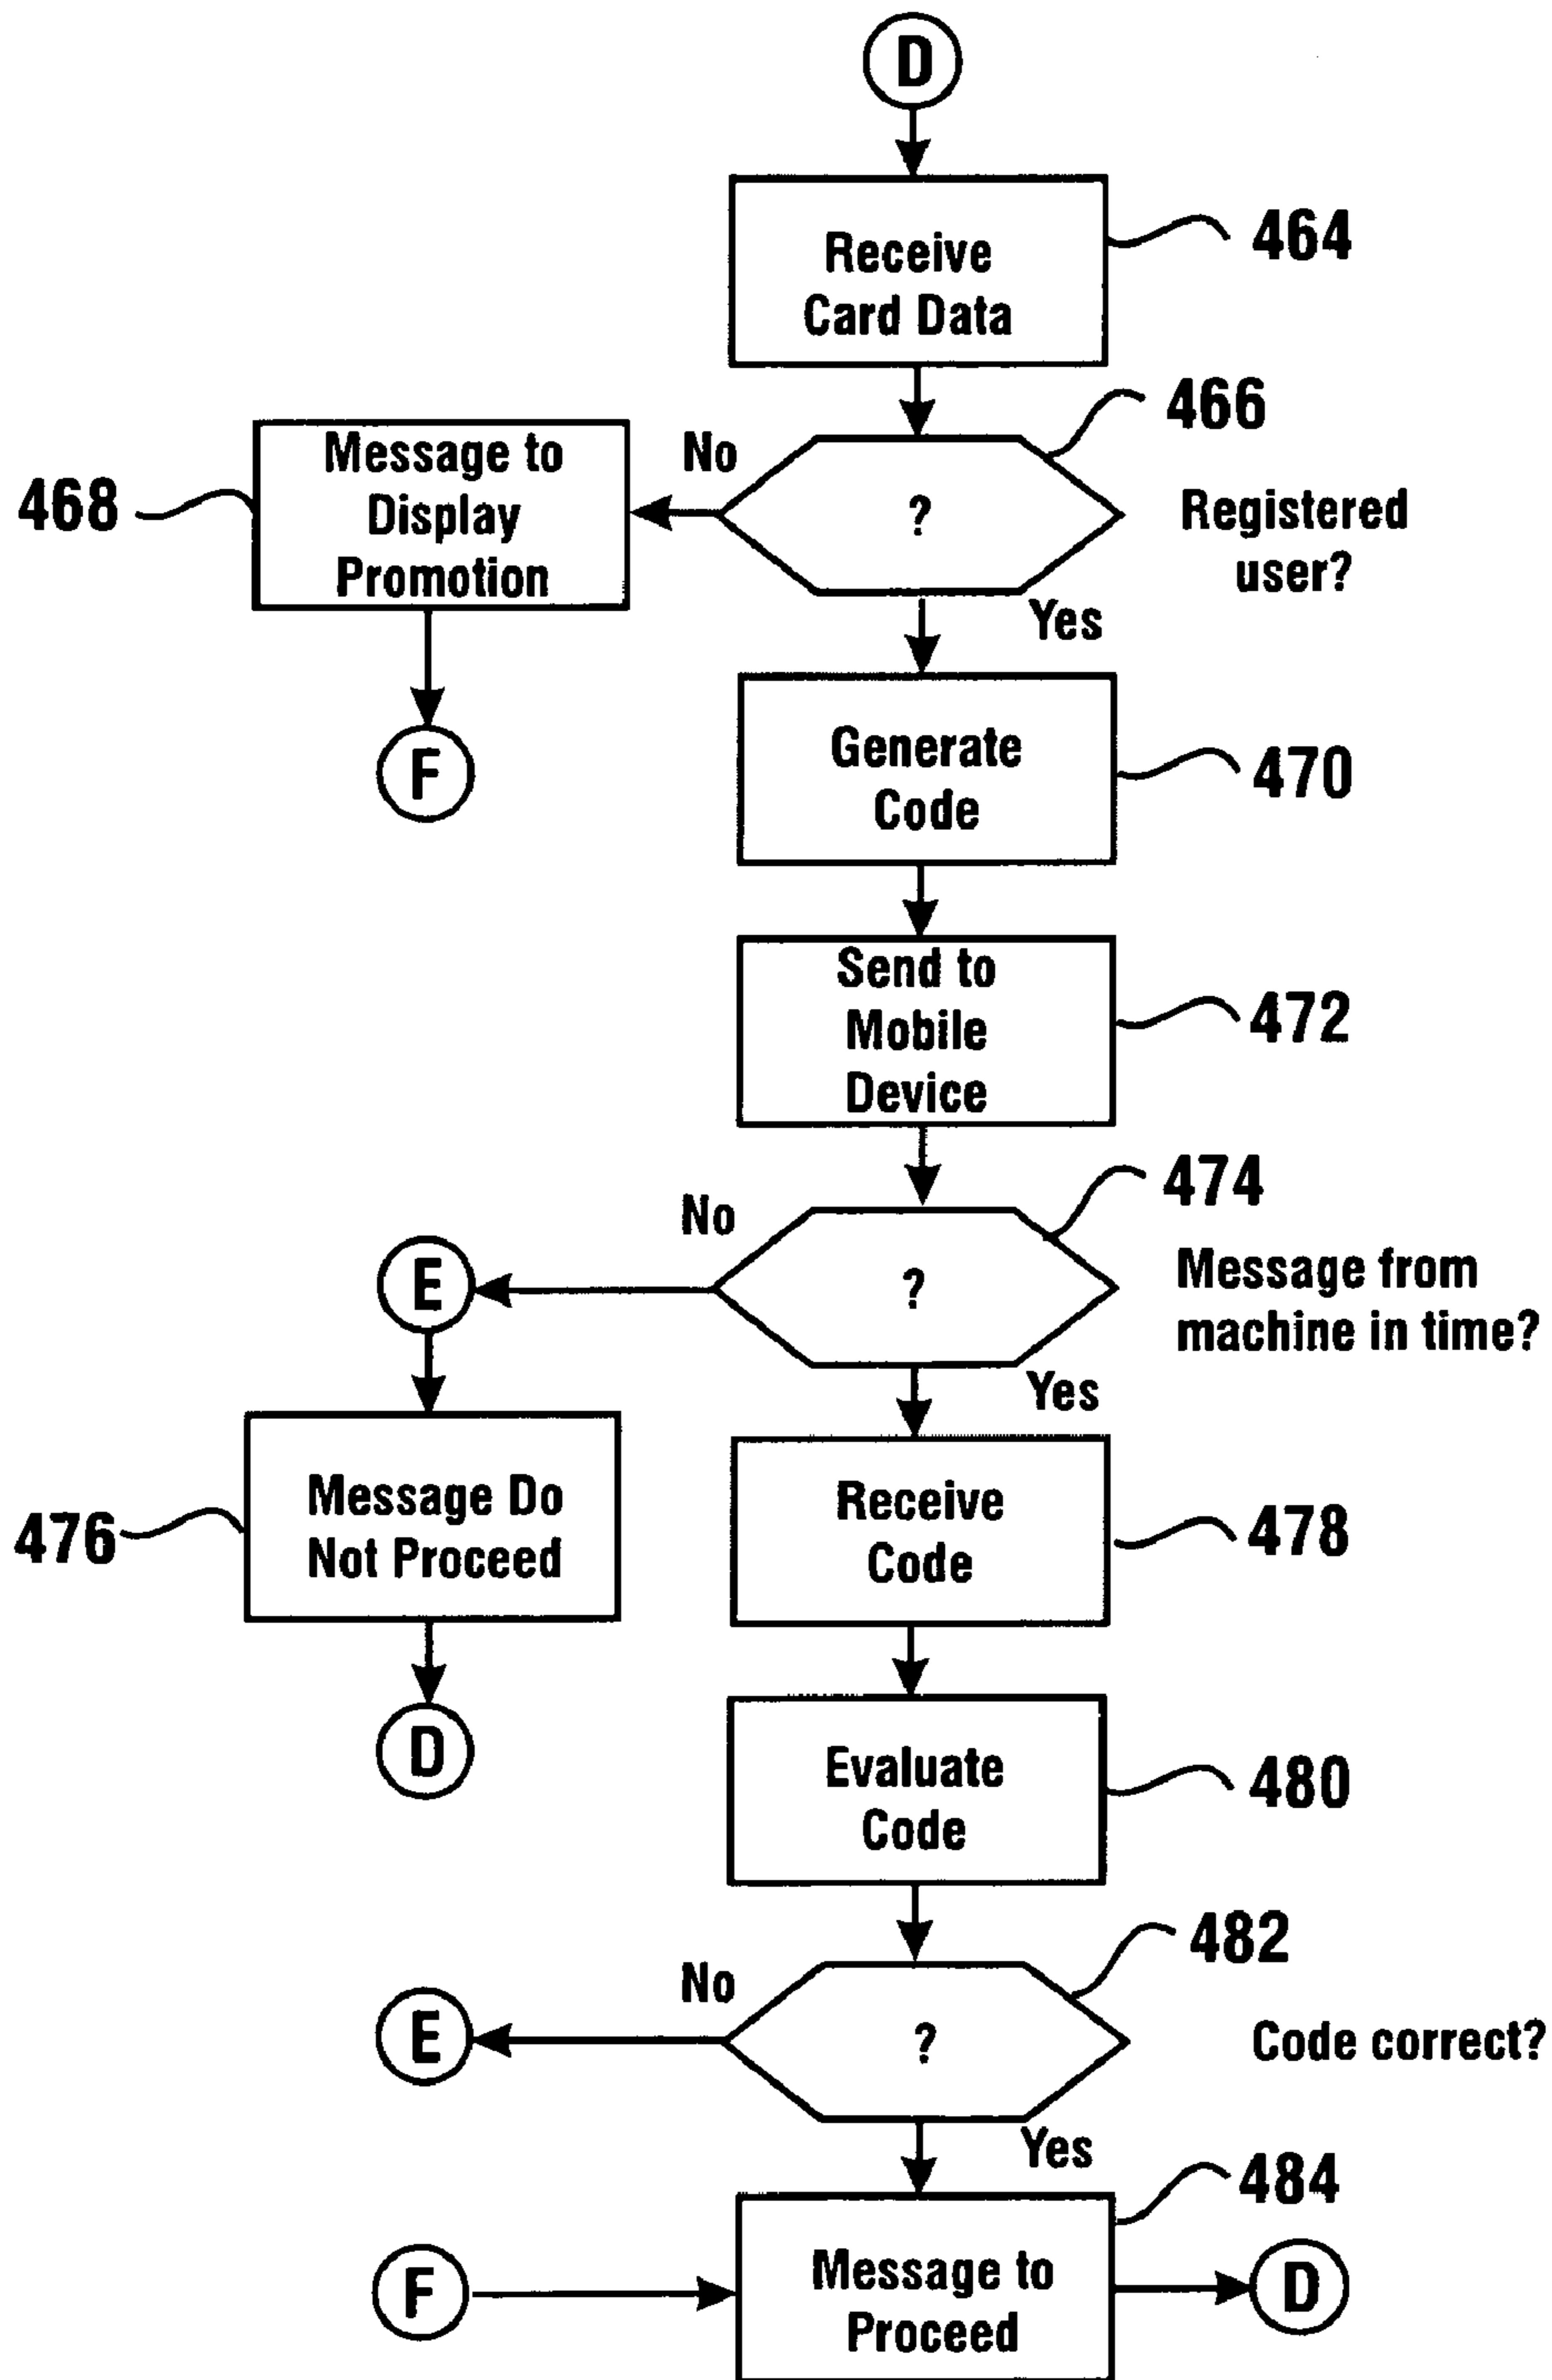 D
Receive
Card Data
464
466
?
Registered
user?
No
Message to
Display
Promotion
468
F
Yes
Generate
Code
470
Send to
Mobile
Device
472
474
?
Message from
machine in time?
No
E
Message Do
Not Proceed
476
D
Yes
Receive
Code
478
Evaluate
Code
480
482
?
Code correct?
No
E
Yes
484
F
Message to
Proceed
D